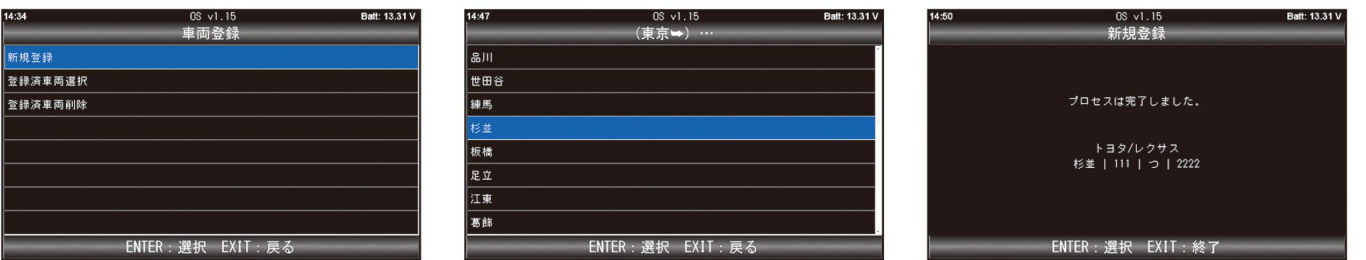 14:34 OS v1.15 Batt: 13.31 V
車両登録
新規登録
登録済車両選択
登録済車両削除
ENTER：選択 EXIT：戻る
14:47 OS v1.15 Batt: 13.31 V
（東京➡）…
品川
世田谷
練馬
杉並
板橋
足立
江東
葛飾
ENTER：選択 EXIT：戻る
14:50 OS v1.15 Batt: 13.31 V
新規登録
プロセスは完了しました。
トヨタ/レクサス
杉並 | 111 | つ | 2222
ENTER：選択 EXIT：終了